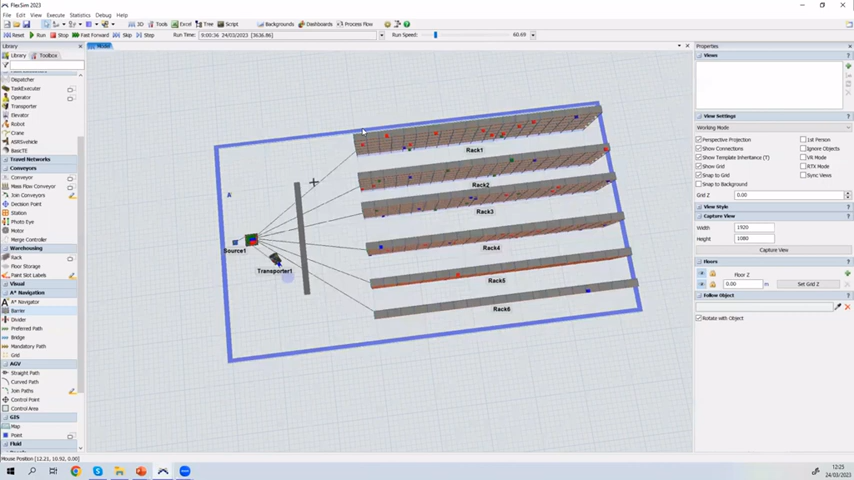 FlexSim 2023
File Edit View Execute Statistics Build Debug Help
3D Tools Excel Tree Script Backgrounds Dashboards Process Flow
Reset Run Stop Fast Forward Skip Step Run Time: 9:00:36 24/03/2023 [3636.86] Run Speed: 60.69
Library
Library Toolbox
Dispatcher
TaskExecuter
Operator
Transporter
Elevator
Robot
Crane
ASRSvehicle
BasicTE
Travel Networks
Conveyors
Conveyor
Mass Flow Conveyor
Join Conveyors
Decision Point
Station
Photo Eye
Motor
Merge Controller
Warehousing
Rack
Floor Storage
Paint Slot Labels
Visual
A* Navigation
A* Navigator
Barrier
Divider
Preferred Path
Bridge
Mandatory Path
Grid
AGV
Straight Path
Curved Path
Join Paths
Control Point
Control Area
GIS
Map
Point
Fluid
Rack1
Rack2
Rack3
Rack4
Rack5
Rack6
Source1
Transporter1
Properties
Views
View Settings
Working Mode
Perspective Projection 1st Person
Show Connections Ignore Objects
Show Template Inheritance (T) VR Mode
Show Grid RTX Mode
Snap to Grid Sync Views
Snap to Background
Grid Z 0.00
View Style
Capture View
Width 1920
Height 1080
Capture View
Floors
Floor Z
0.00 m Set Grid Z
Follow Object
Rotate with Object
Mouse Position [12.21, 10.92, 0.00]
12:25
24/03/2023